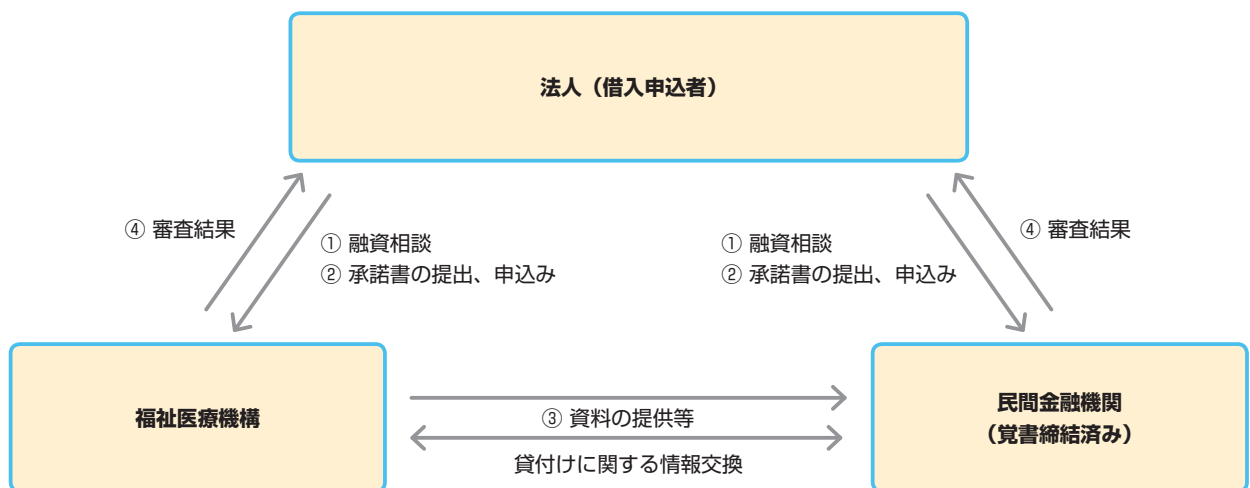 法人（借入申込者）
④ 審査結果
① 融資相談
② 承諾書の提出、申込み
① 融資相談
② 承諾書の提出、申込み
④ 審査結果
福祉医療機構
③ 資料の提供等
貸付けに関する情報交換
民間金融機関
（覚書締結済み）